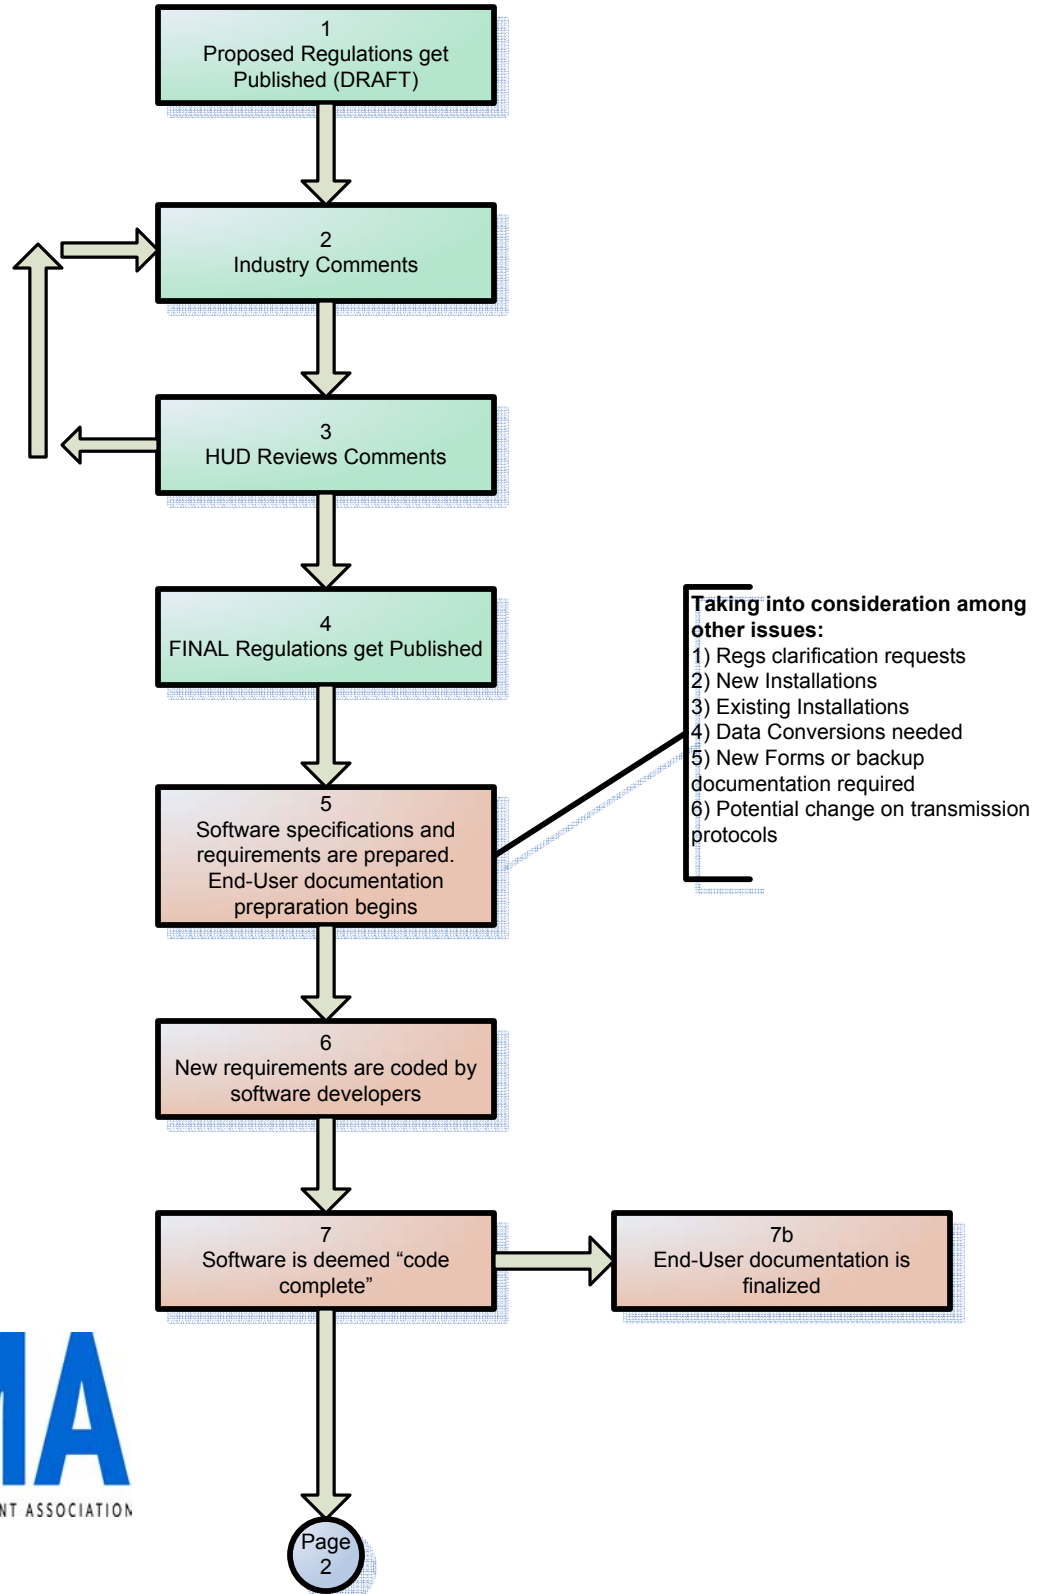 1
Proposed Regulations get
Published (DRAFT)
2
Industry Comments
3
HUD Reviews Comments
4
FINAL Regulations get Published
Taking into consideration among
other issues:
1) Regs clarification requests
2) New Installations
3) Existing Installations
4) Data Conversions needed
5) New Forms or backup
documentation required
6) Potential change on transmission
protocols
5
Software specifications and
requirements are prepared.
End-User documentation
prepraration begins
6
New requirements are coded by
software developers
7
Software is deemed “code
complete”
7b
End-User documentation is
finalized
MA
NT ASSOCIATION
Page
2